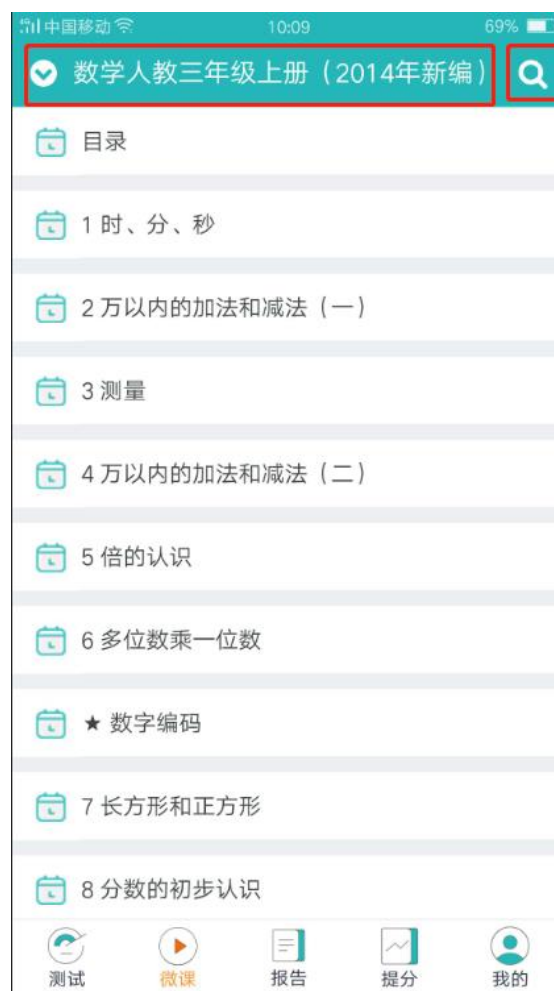 中国移动 10:09 69%
数学人教三年级上册（2014年新编）
目录
1 时、分、秒
2 万以内的加法和减法（一）
3 测量
4 万以内的加法和减法（二）
5 倍的认识
6 多位数乘一位数
★ 数字编码
7 长方形和正方形
8 分数的初步认识
测试 微课 报告 提分 我的